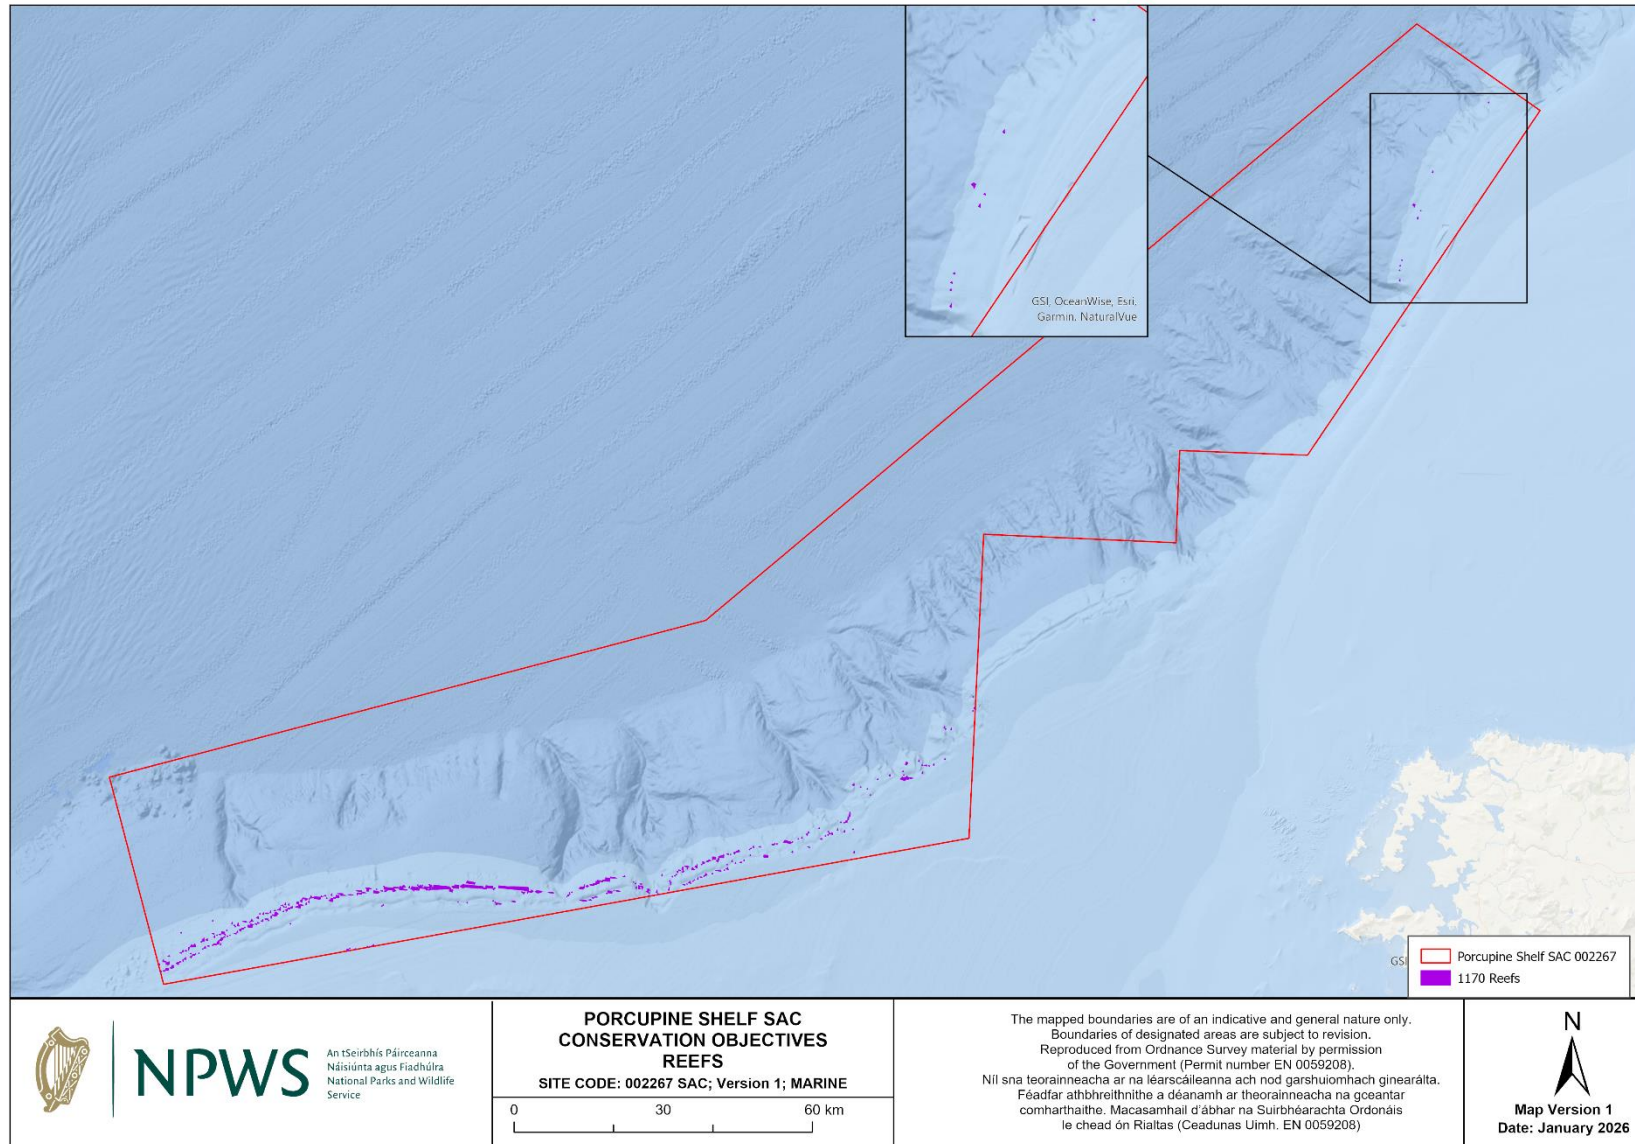 GSI, OceanWise, Esri,
Garmin, NaturalVue
GSI
Porcupine Shelf SAC 002267
1170 Reefs
NPWS
An tSeirbhís Páirceanna
Náisiúnta agus Fiadhúlra
National Parks and Wildlife
Service
PORCUPINE SHELF SAC
CONSERVATION OBJECTIVES
REEFS
SITE CODE: 002267 SAC; Version 1; MARINE
0 30 60 km
The mapped boundaries are of an indicative and general nature only.
Boundaries of designated areas are subject to revision.
Reproduced from Ordnance Survey material by permission
of the Government (Permit number EN 0059208).
Níl sna teorainneacha ar na léarscáileanna ach nod garshuiomhach ginearálta.
Féadfar athbhreithnithe a déanamh ar theorainneacha na gceantar
comharthaithe. Macasamhail d'ábhar na Suirbhéarachta Ordonáis
le chead ón Rialtas (Ceadunas Uimh. EN 0059208)
N
Map Version 1
Date: January 2026